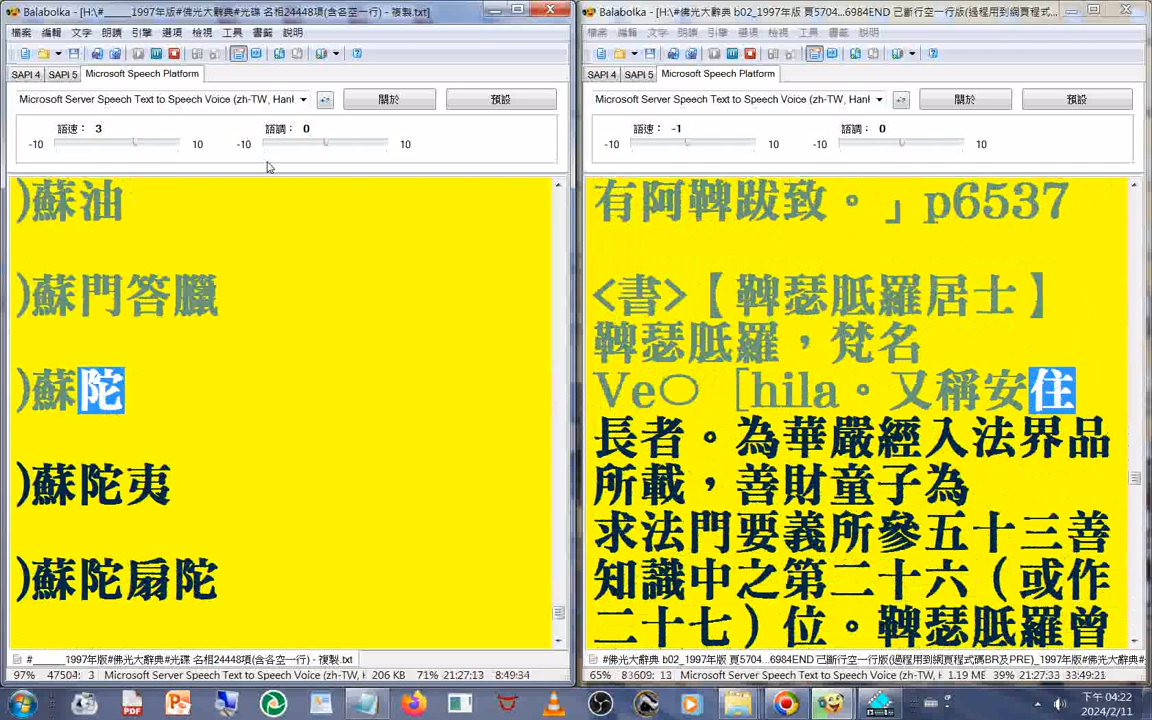 Balabolka - [H:\#_____1997年版#佛光大辭典#光碟 名相24448項(含各空一行) - 複製.txt]
檔案 編輯 文字 朗讀 引擎 選項 檢視 工具 書籤 說明
SAPI 4 SAPI 5 Microsoft Speech Platform
Microsoft Server Speech Text to Speech Voice (zh-TW, Hanl
關於 預設
語速： 3 語調： 0
-10 10 -10 10
)蘇油
)蘇門答臘
)蘇陀
)蘇陀夷
)蘇陀扇陀
#_____1997年版#佛光大辭典#光碟 名相24448項(含各空一行) - 複製.txt
97% 47504: 3 Microsoft Server Speech Text to Speech Voice (zh-TW, H 206 KB 71% 21:27:13 8:49:34
Balabolka - [H:\#佛光大辭典 b02_1997年版 頁5704...6984END 已斷行空一行版(過程用到網頁程式...
檔案 編輯 文字 朗讀 引擎 選項 檢視 工具 書籤 說明
SAPI 4 SAPI 5 Microsoft Speech Platform
Microsoft Server Speech Text to Speech Voice (zh-TW, Hanl
關於 預設
語速： -1 語調： 0
-10 10 -10 10
有阿鞞跋致。」p6537
<書>【鞞瑟胝羅居士】
鞞瑟胝羅，梵名
Ve〇 [hila。又稱安住
長者。為華嚴經入法界品
所載，善財童子為
求法門要義所參五十三善
知識中之第二十六（或作
二十七）位。鞞瑟胝羅曾
#佛光大辭典 b02_1997年版 頁5704...6984END 已斷行空一行版(過程用到網頁程式碼BR及PRE)_1997年版#佛光大辭典#
65% 83609: 13 Microsoft Server Speech Text to Speech Voice (zh-TW, H 1.19 ME 39% 21:27:33 33:49:21
下午 04:22
2024/2/11